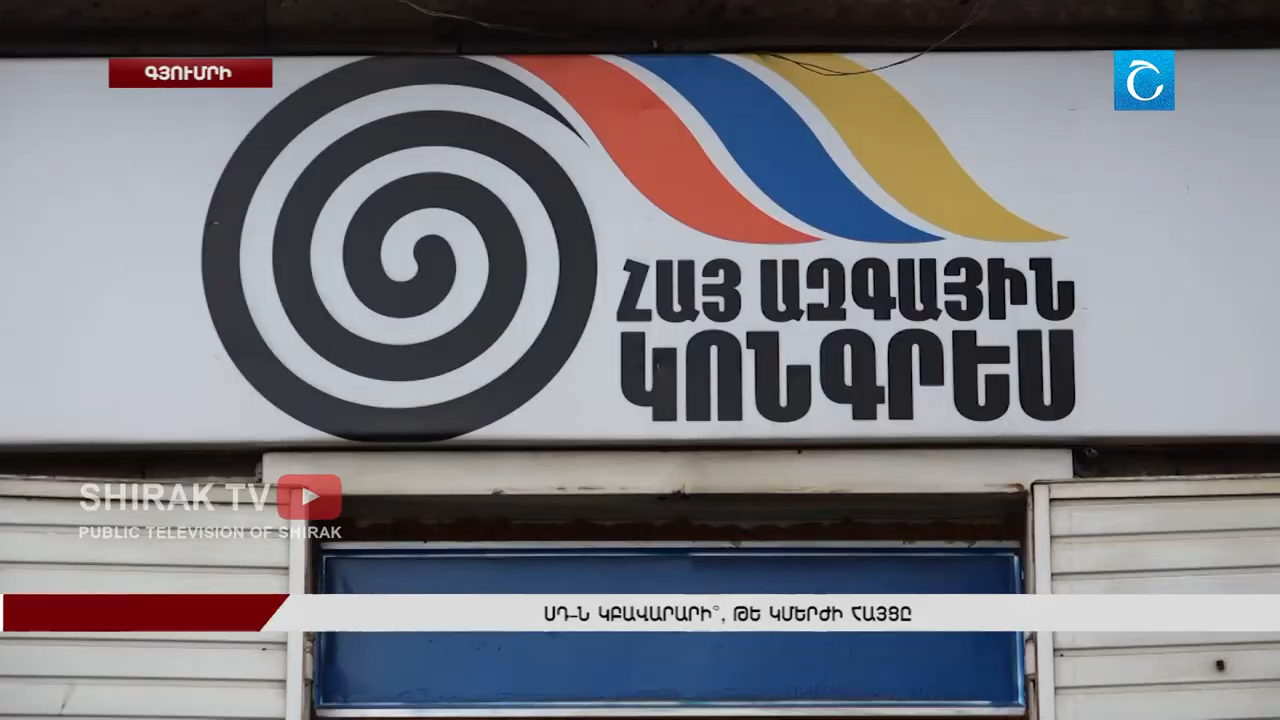 ԳՅՈՒՄՐԻ
ՀԱՅ ԱԶԳԱՅԻՆ
ԿՈՆԳՐԵՍ
SHIRAK TV
PUBLIC TELEVISION OF SHIRAK
ՍԴ-Ն ԿԲԱՎԱՐԱՐԻ՞, ԹԵ ԿՄԵՐԺԻ ՀԱՅՑԸ